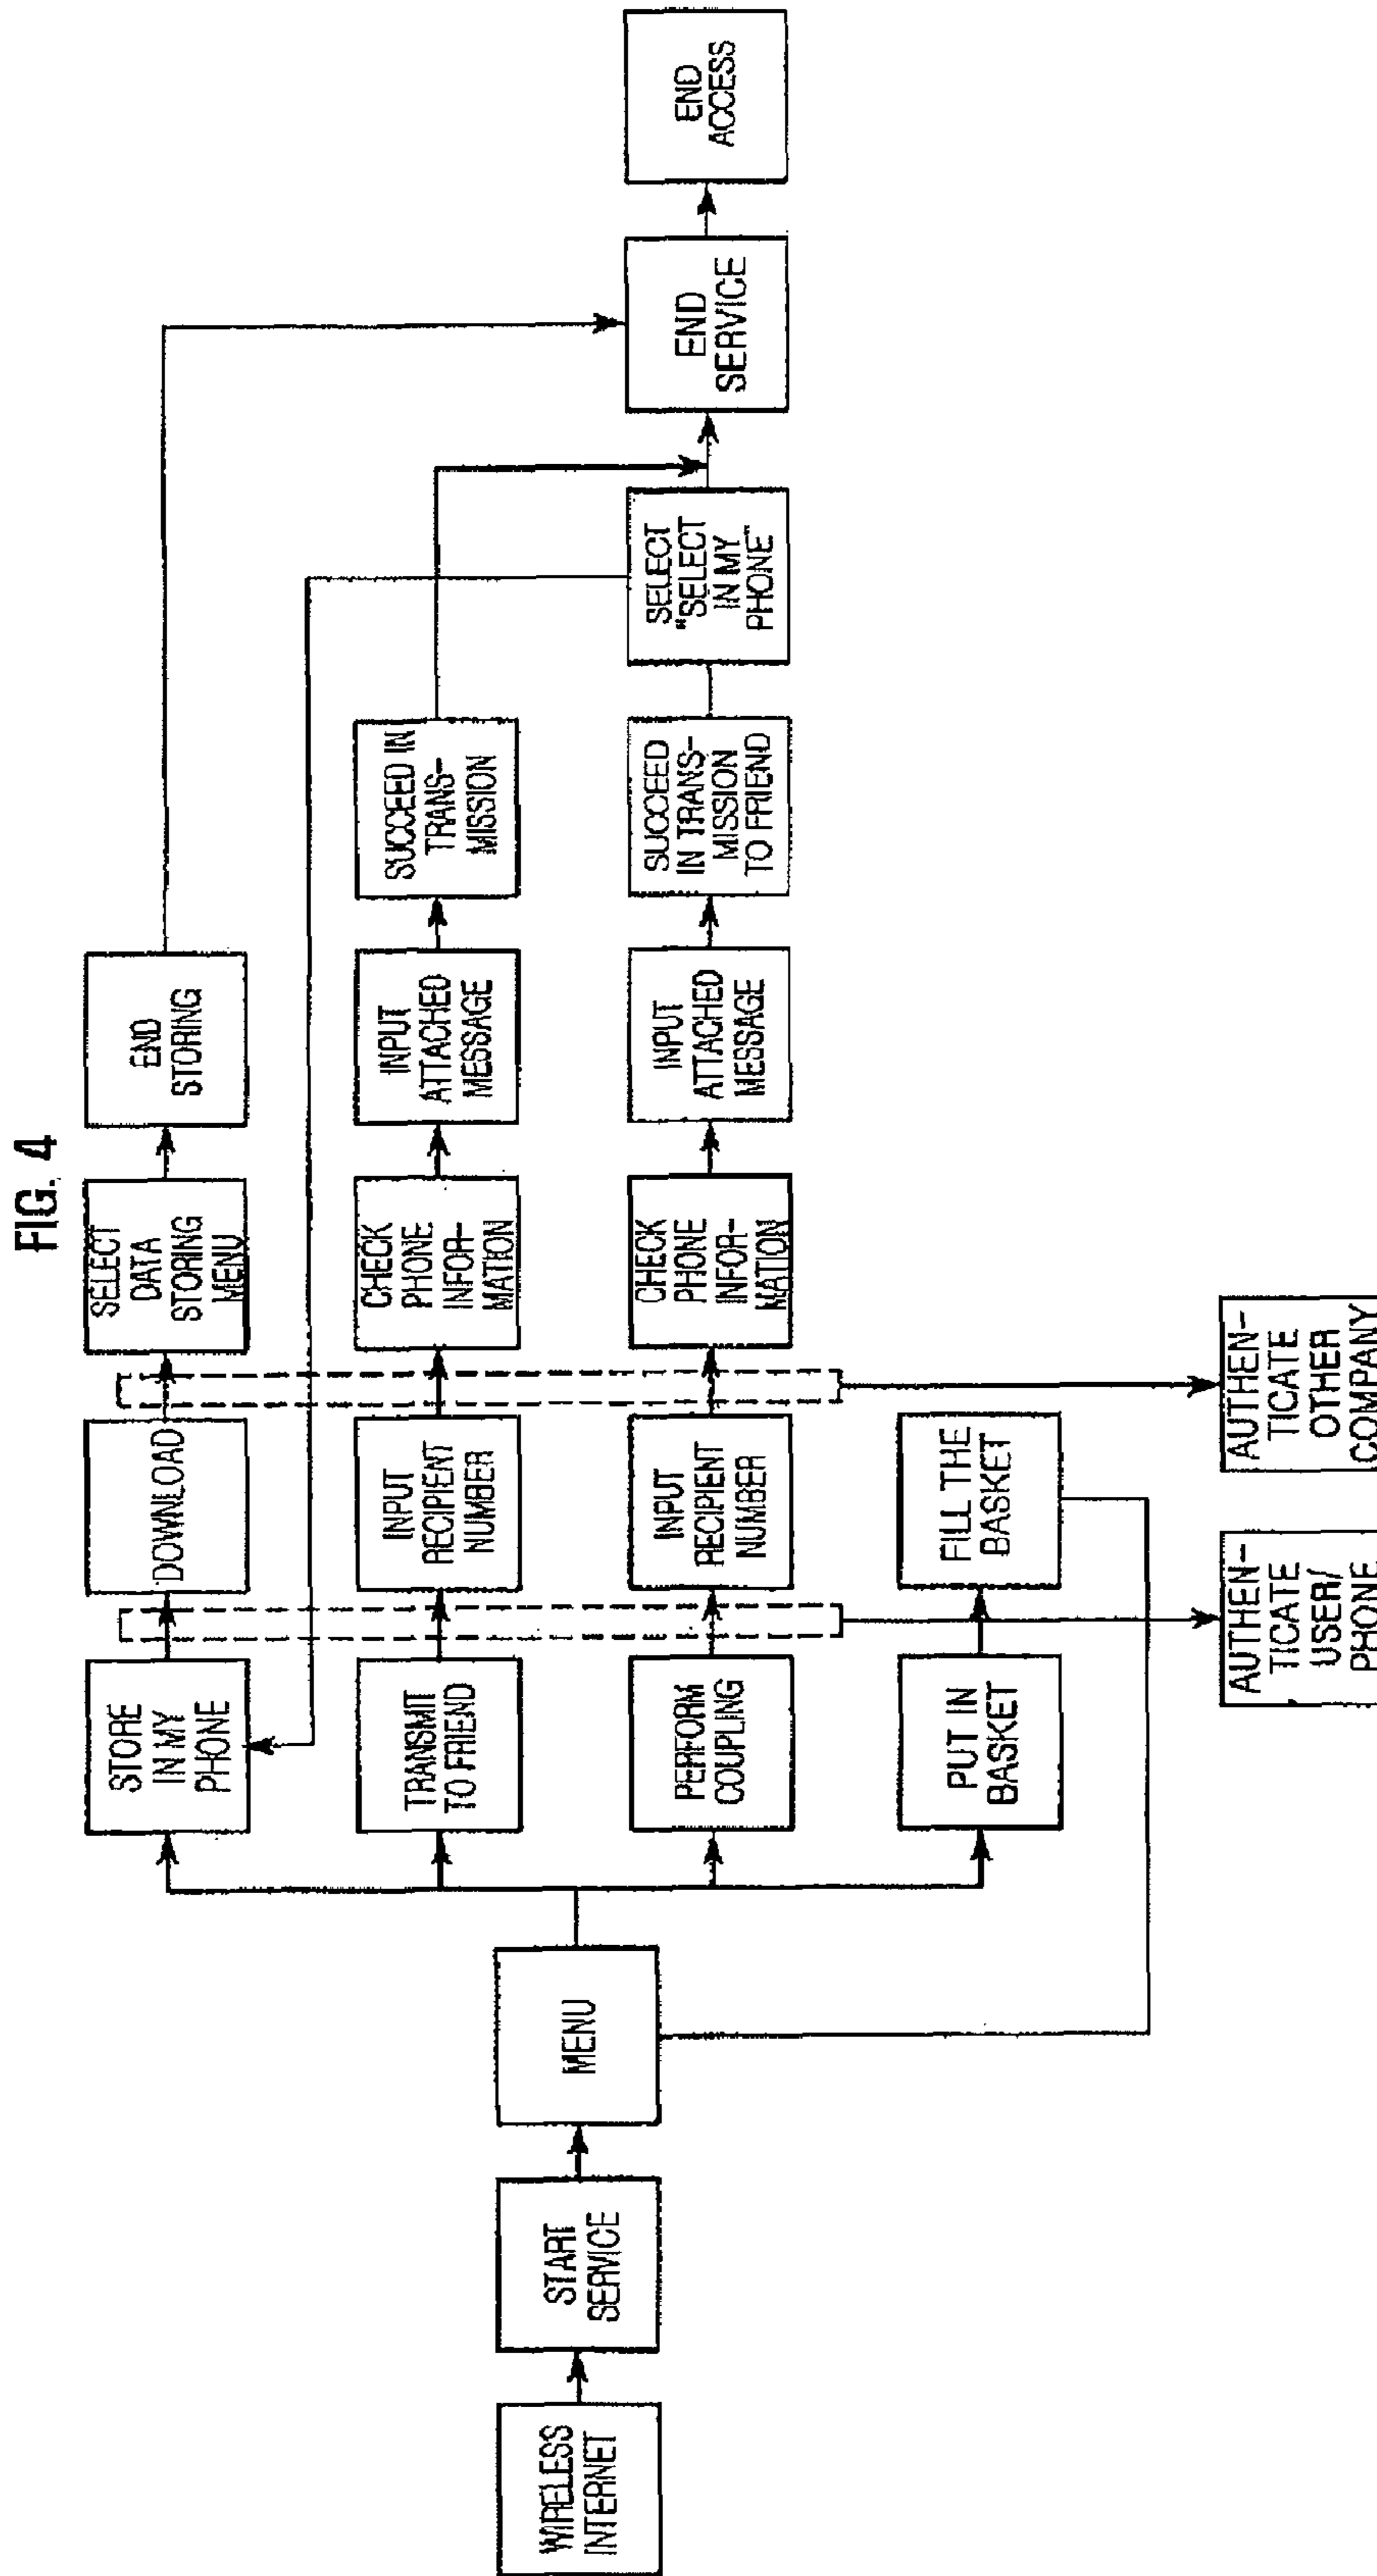 FIG. 4
WIRELESS
INTERNET
START
SERVICE
MENU
STORE
IN MY
PHONE
DOWNLOAD
SELECT
DATA
STORING
MENU
END
STORING
TRANSMIT
TO FRIEND
INPUT
RECIPIENT
NUMBER
CHECK
PHONE
INFOR-
MATION
INPUT
ATTACHED
MESSAGE
SUCCEED IN
TRANS-
MISSION
PERFORM
COUPLING
INPUT
RECIPIENT
NUMBER
CHECK
PHONE
INFOR-
MATION
INPUT
ATTACHED
MESSAGE
SUCCEED
IN TRANS-
MISSION
TO FRIEND
SELECT
"SELECT
IN MY
PHONE"
END
SERVICE
END
ACCESS
PUT IN
BASKET
FILL THE
BASKET
AUTHEN-
TICATE
USER/
PHONE
AUTHEN-
TICATE
OTHER
COMPANY